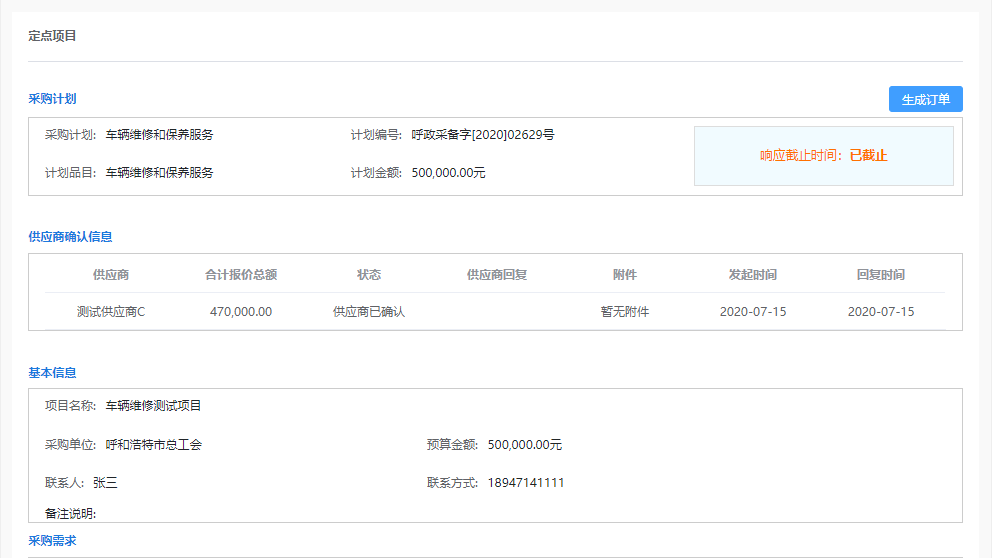 定点项目
采购计划
生成订单
采购计划: 车辆维修和保养服务 计划编号: 呼政采备字[2020]02629号
响应截止时间: 已截止
计划品目: 车辆维修和保养服务 计划金额: 500,000.00元
供应商确认信息
供应商 合计报价总额 状态 供应商回复 附件 发起时间 回复时间
测试供应商C 470,000.00 供应商已确认 暂无附件 2020-07-15 2020-07-15
基本信息
项目名称: 车辆维修测试项目
采购单位: 呼和浩特市总工会 预算金额: 500,000.00元
联系人: 张三 联系方式: 18947141111
备注说明:
采购需求